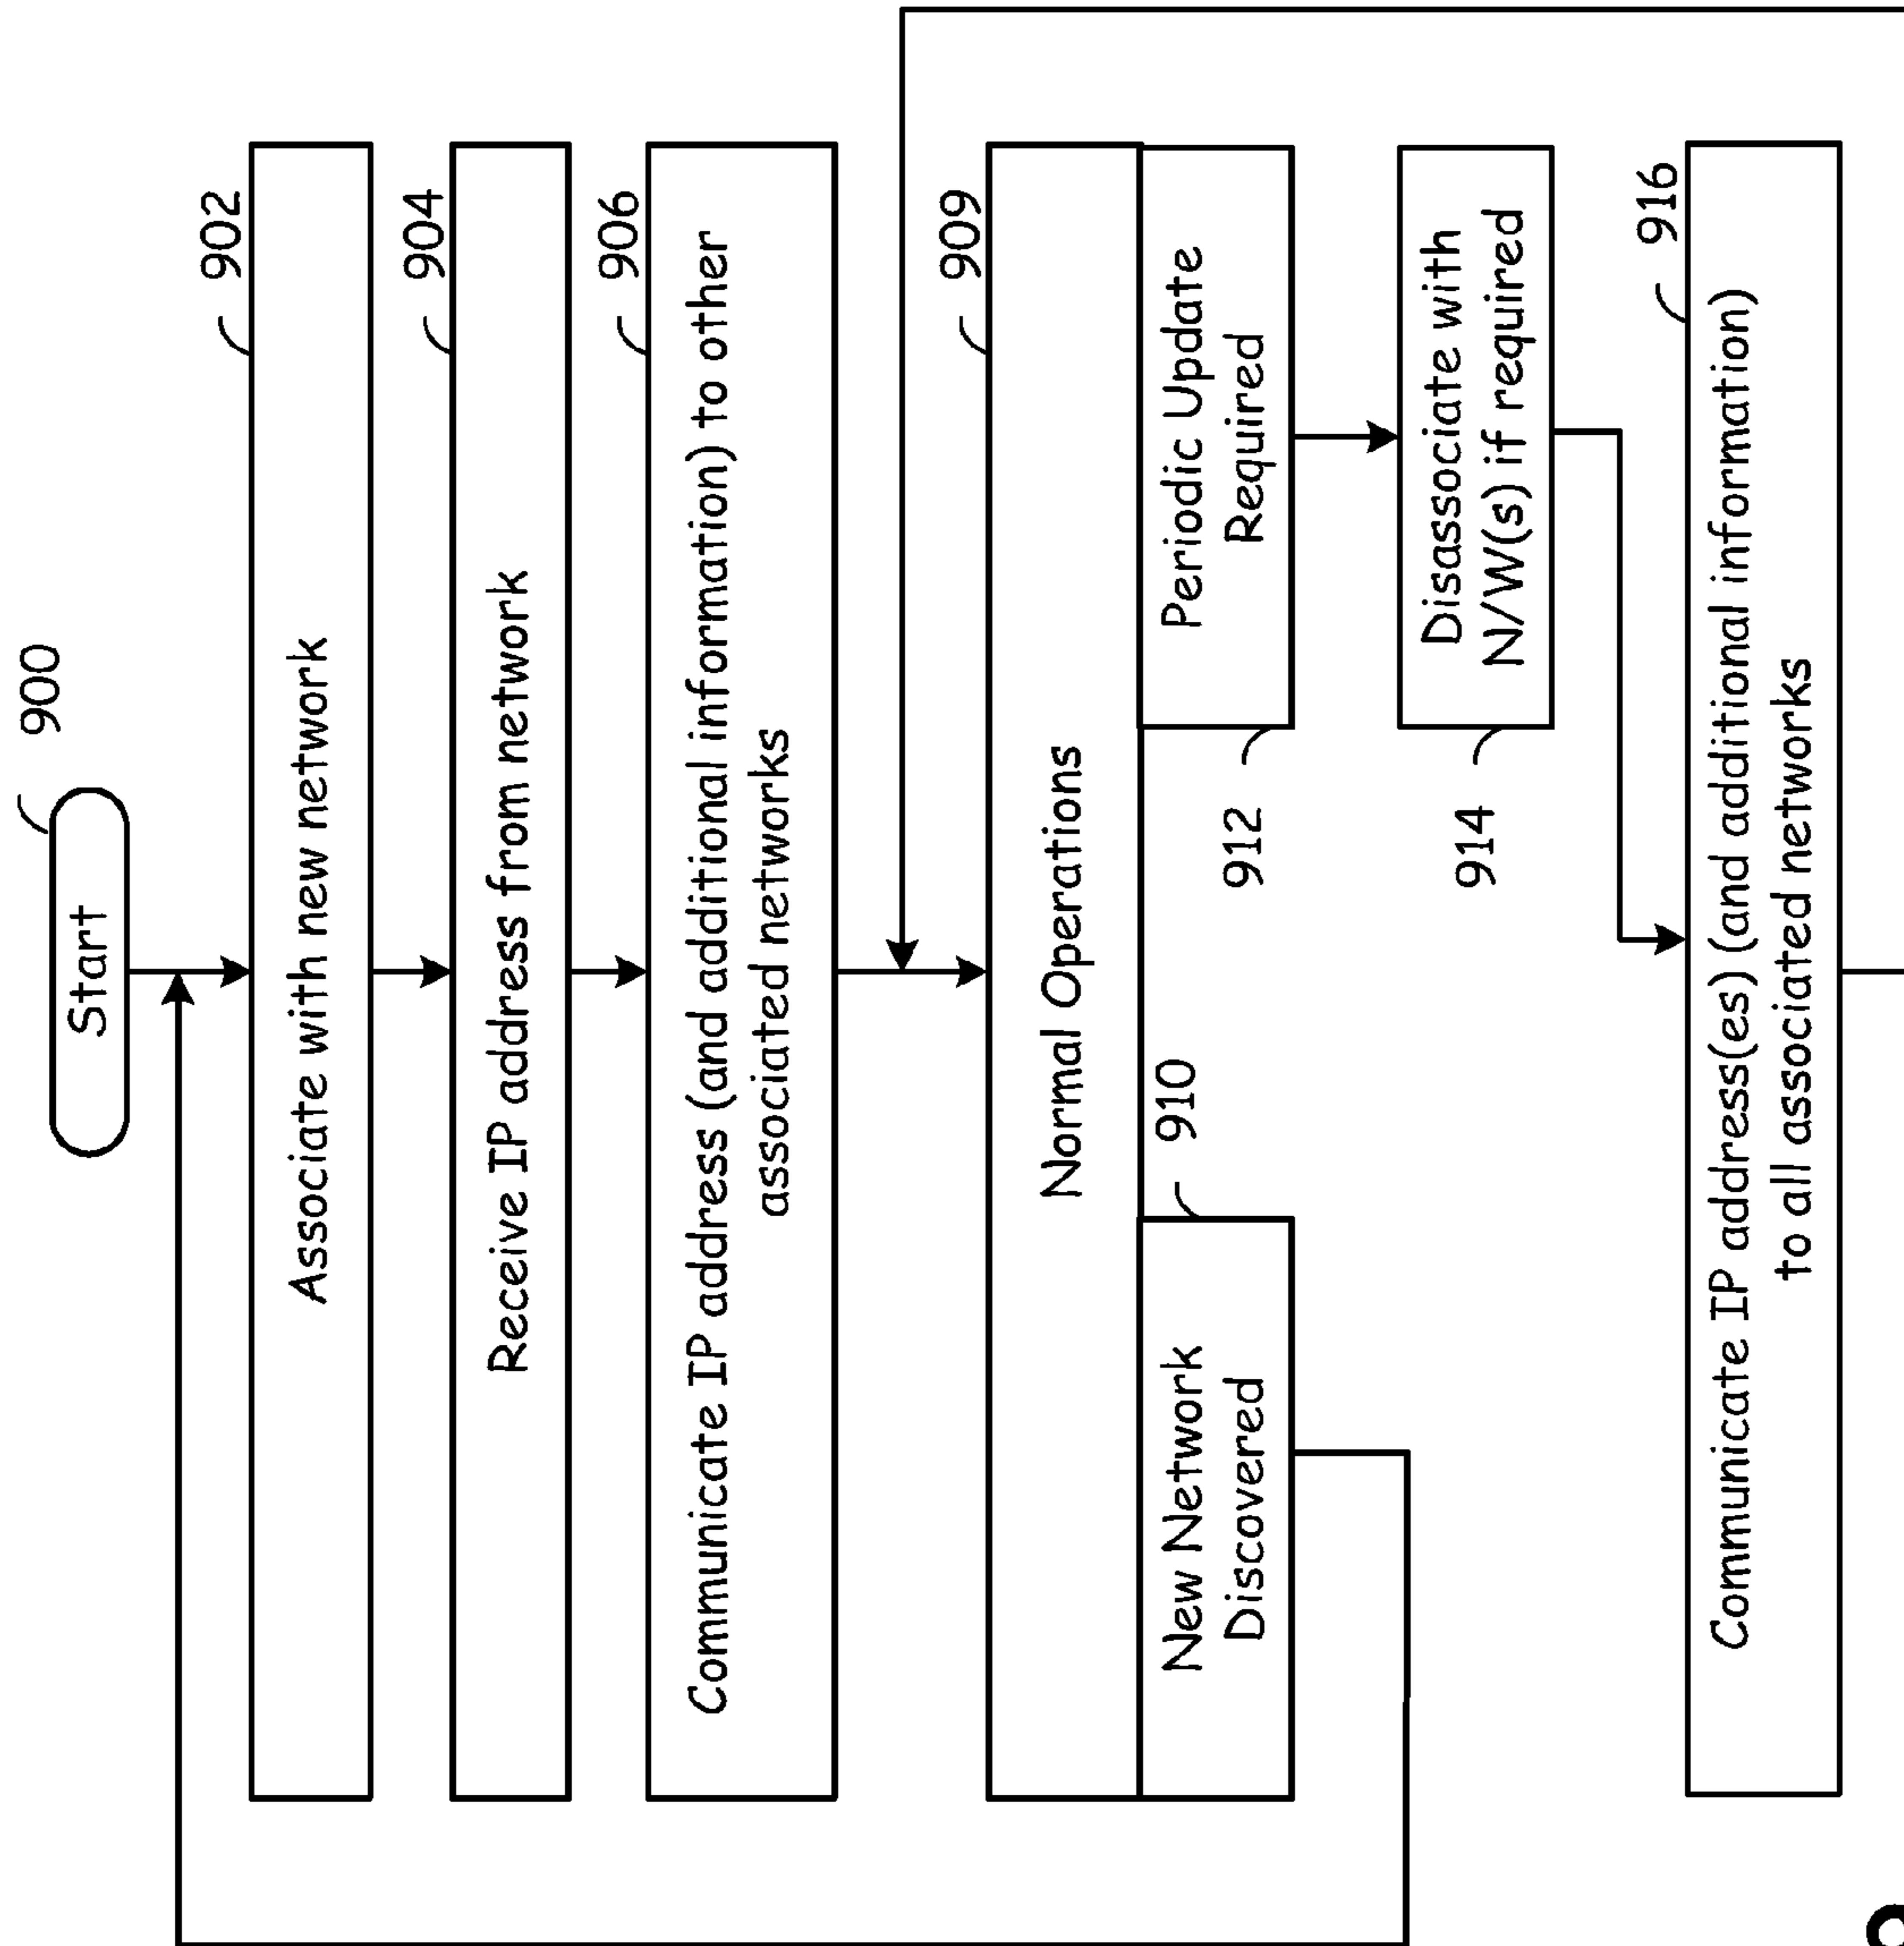 900
Start
902
Associate with new network
904
Receive IP address from network
906
Communicate IP address (and additional information) to other
associated networks
909
Normal Operations
910
New Network
Discovered
Periodic Update
Required
912
Disassociate with
N/W(s) if required
914
916
Communicate IP address(es) (and additional information)
to all associated networks